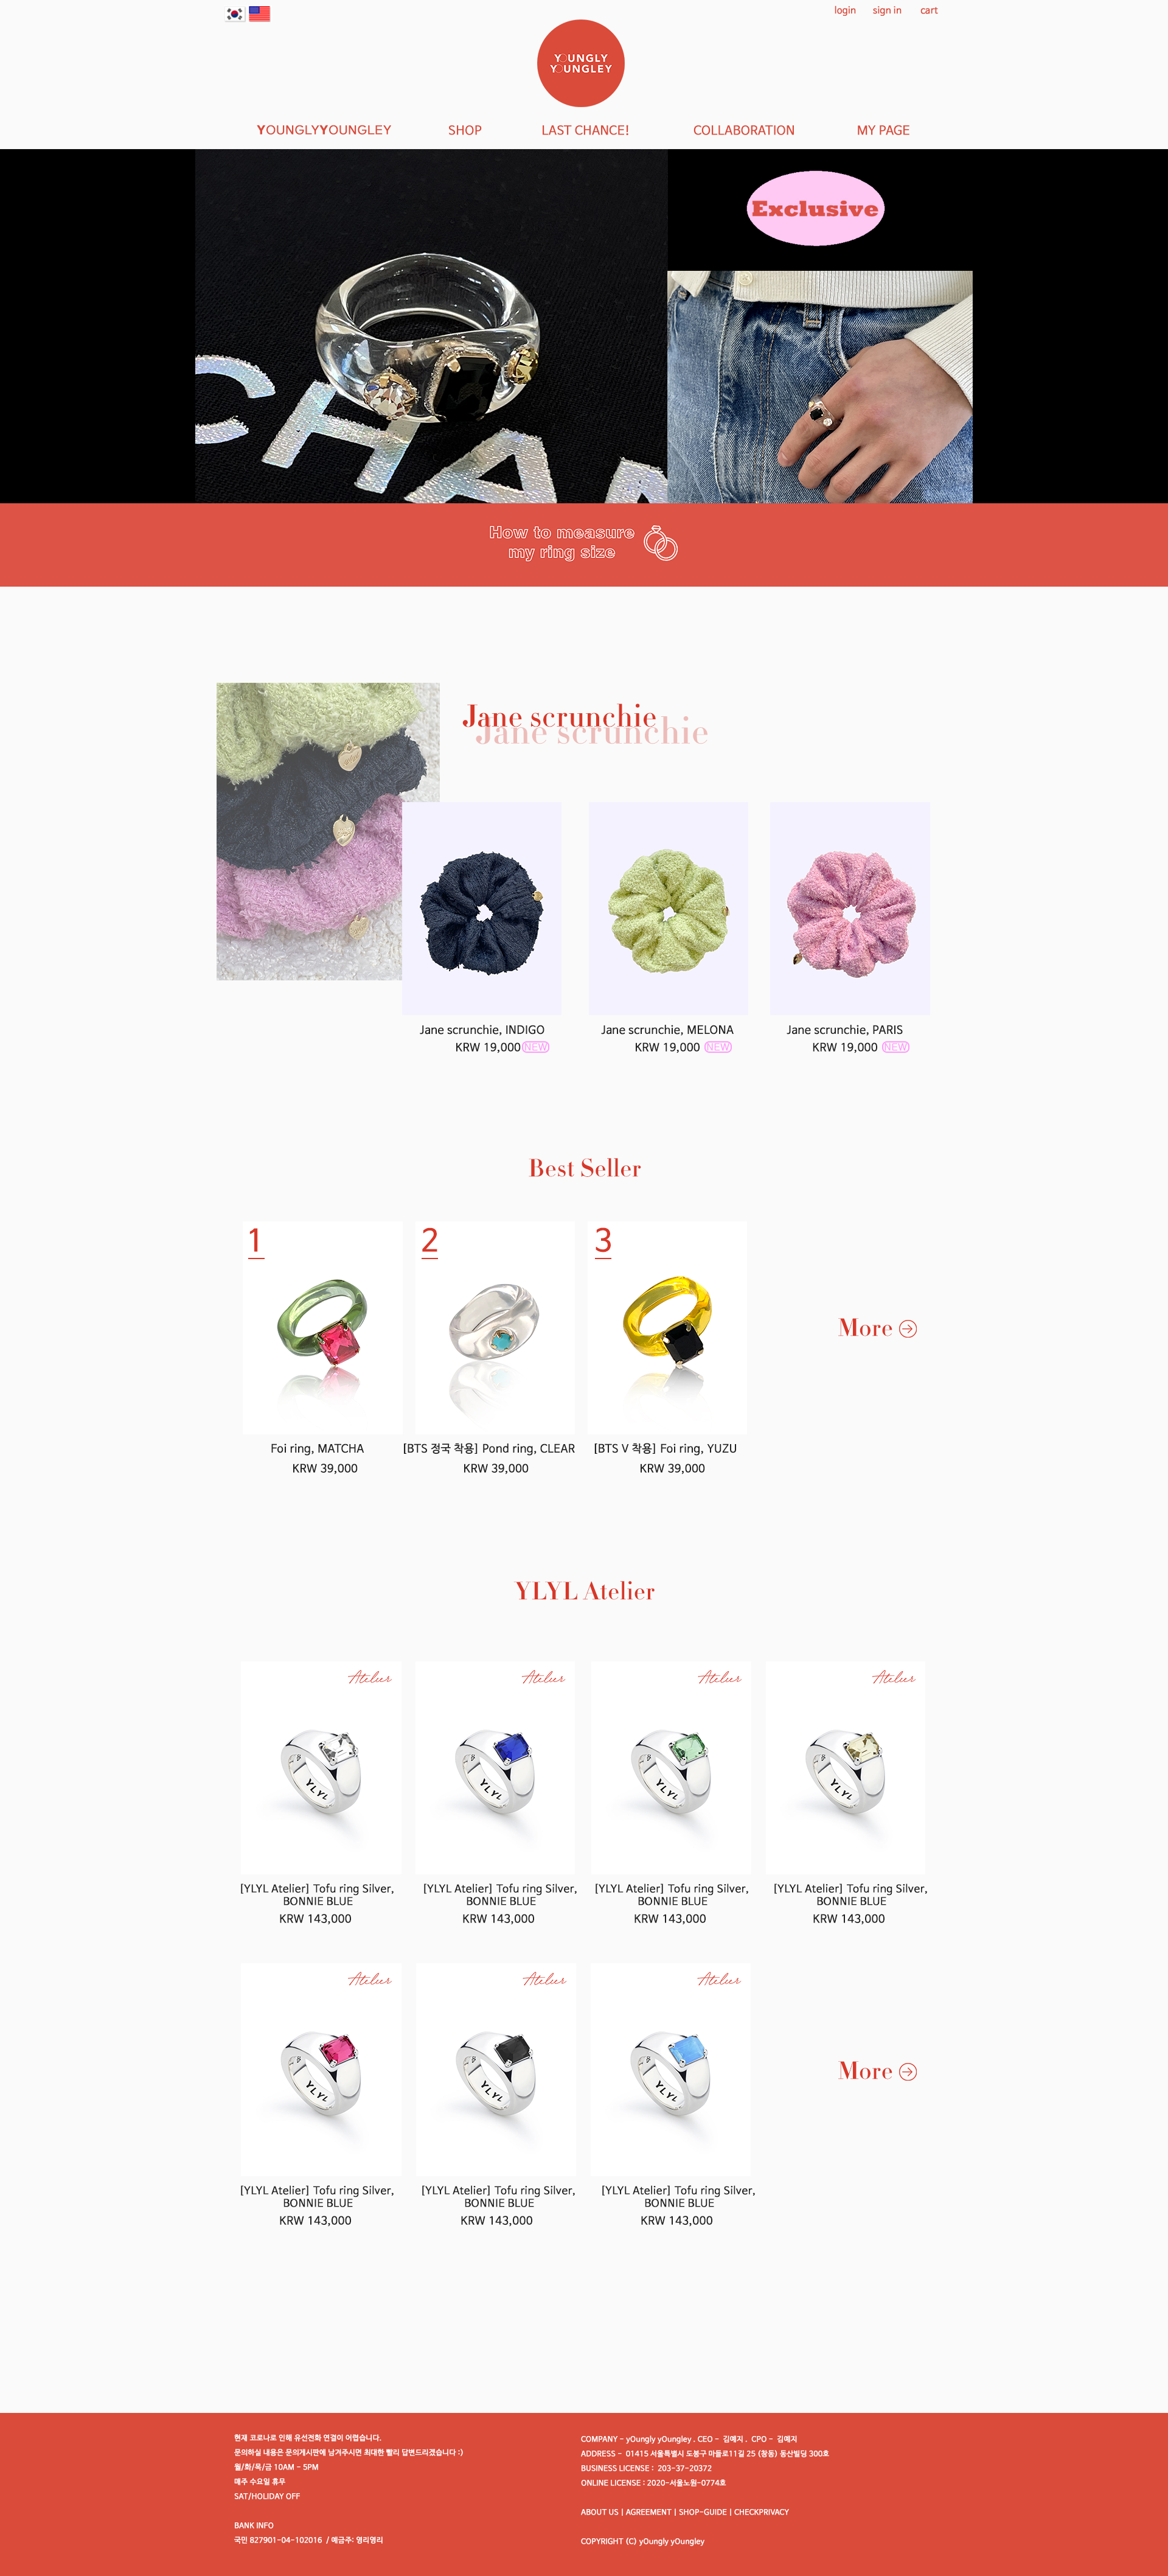 login sign in cart
YOUNGLY
YOUNGLEY
YOUNGLYYOUNGLEY SHOP LAST CHANCE! COLLABORATION MY PAGE
Exclusive
CHAN
How to measure
my ring size
Jane scrunchie
Jane scrunchie
Jane scrunchie, INDIGO
KRW 19,000 NEW
Jane scrunchie, MELONA
KRW 19,000 NEW
Jane scrunchie, PARIS
KRW 19,000 NEW
Best Seller
1
2
3
More
Foi ring, MATCHA
KRW 39,000
[BTS 정국 착용] Pond ring, CLEAR
KRW 39,000
[BTS V 착용] Foi ring, YUZU
KRW 39,000
YLYL Atelier
Atelier
YLYL
[YLYL Atelier] Tofu ring Silver,
BONNIE BLUE
KRW 143,000
Atelier
YLYL
[YLYL Atelier] Tofu ring Silver,
BONNIE BLUE
KRW 143,000
Atelier
YLYL
[YLYL Atelier] Tofu ring Silver,
BONNIE BLUE
KRW 143,000
Atelier
YLYL
[YLYL Atelier] Tofu ring Silver,
BONNIE BLUE
KRW 143,000
Atelier
YLYL
[YLYL Atelier] Tofu ring Silver,
BONNIE BLUE
KRW 143,000
Atelier
YLYL
[YLYL Atelier] Tofu ring Silver,
BONNIE BLUE
KRW 143,000
Atelier
YLYL
[YLYL Atelier] Tofu ring Silver,
BONNIE BLUE
KRW 143,000
More
현재 코로나로 인해 유선전화 연결이 어렵습니다.
문의하실 내용은 문의게시판에 남겨주시면 최대한 빨리 답변드리겠습니다 :)
월/화/목/금 10AM - 5PM
매주 수요일 휴무
SAT/HOLIDAY OFF
BANK INFO
국민 827901-04-102016 / 예금주: 영리영리
COMPANY - yOungly yOungley . CEO - 김예지 . CPO - 김예지
ADDRESS - 01415 서울특별시 도봉구 마들로11길 25 (창동) 동산빌딩 300호
BUSINESS LICENSE : 203-37-20372
ONLINE LICENSE : 2020-서울노원-0774호
ABOUT US | AGREEMENT | SHOP-GUIDE | CHECKPRIVACY
COPYRIGHT (C) yOungly yOungley